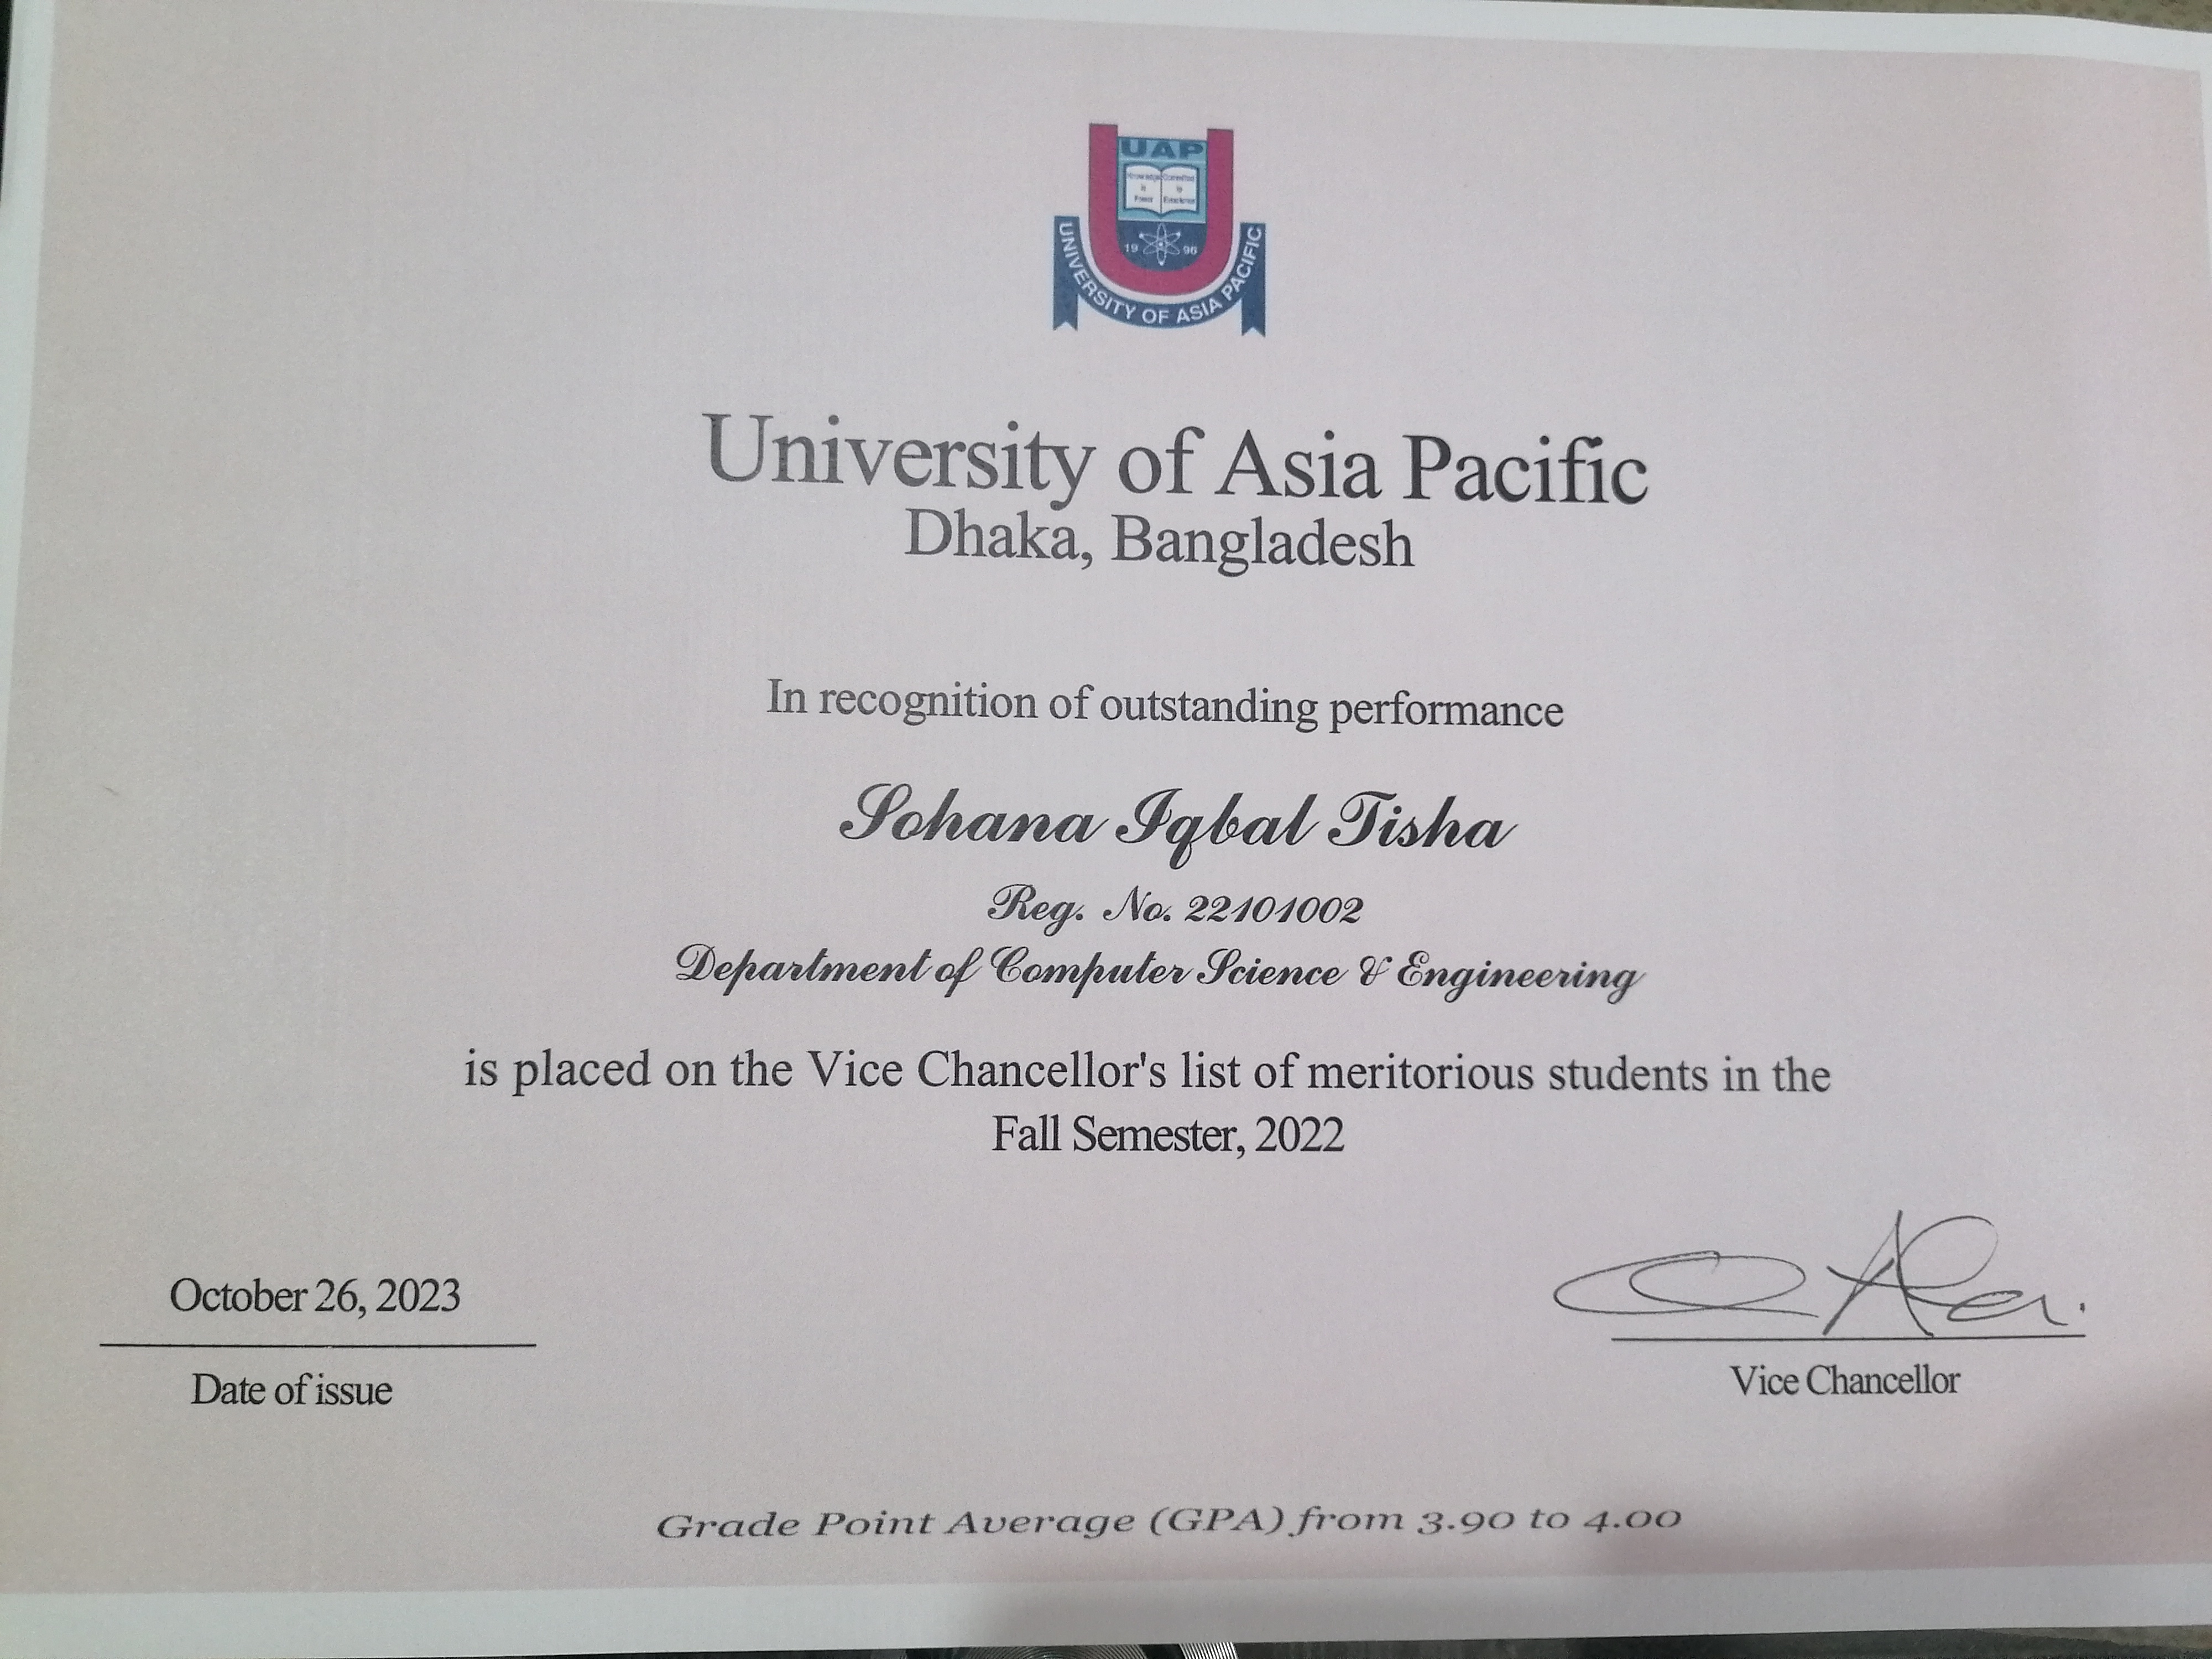 UAP
Knowledge is Power
Commitment is Excellence
19 96
UNIVERSITY OF ASIA PACIFIC
University of Asia Pacific
Dhaka, Bangladesh
In recognition of outstanding performance
Sohana Iqbal Tisha
Reg. No. 22101002
Department of Computer Science & Engineering
is placed on the Vice Chancellor's list of meritorious students in the
Fall Semester, 2022
October 26, 2023
Date of issue
Vice Chancellor
Grade Point Average (GPA) from 3.90 to 4.00